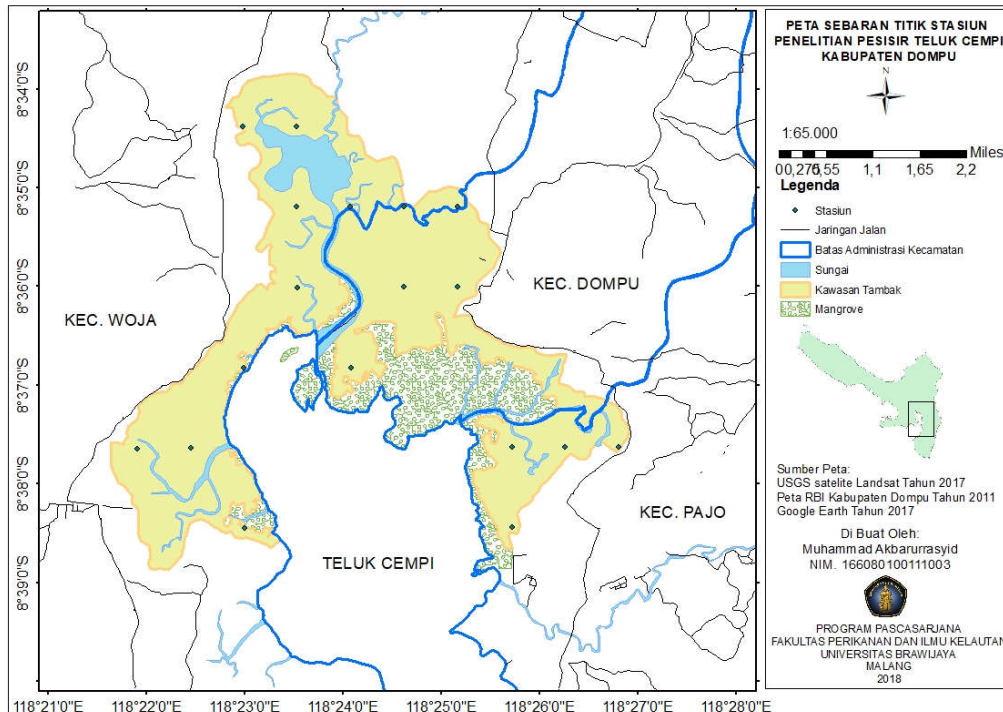 PETA SEBARAN TITIK STASIUN
PENELITIAN PESISIR TELUK CEMPI
KABUPATEN DOMPU
N
1:65.000
Miles
0 0,275 0,55 1,1 1,65 2,2
Legenda
Stasiun
Jaringan Jalan
Batas Administrasi Kecamatan
Sungai
Kawasan Tambak
Mangrove
Sumber Peta:
USGS satelite Landsat Tahun 2017
Peta RBI Kabupaten Dompu Tahun 2011
Google Earth Tahun 2017
Di Buat Oleh:
Muhammad Akbarurrasyid
NIM. 166080100111003
PROGRAM PASCASARJANA
FAKULTAS PERIKANAN DAN ILMU KELAUTAN
UNIVERSITAS BRAWIJAYA
MALANG
2018
KEC. WOJA
KEC. DOMPU
KEC. PAJO
TELUK CEMPI
8°34'0"S
8°35'0"S
8°36'0"S
8°37'0"S
8°38'0"S
8°39'0"S
118°21'0"E
118°22'0"E
118°23'0"E
118°24'0"E
118°25'0"E
118°26'0"E
118°27'0"E
118°28'0"E